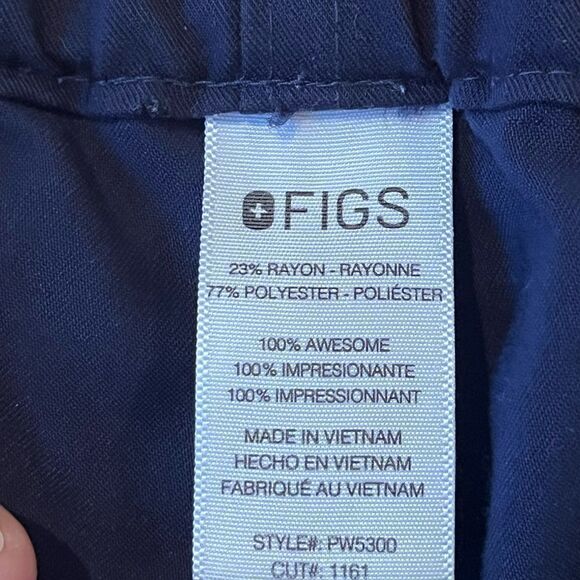 FIGS
23% RAYON - RAYONNE
77% POLYESTER - POLIÉSTER
100% AWESOME
100% IMPRESIONANTE
100% IMPRESSIONNANT
MADE IN VIETNAM
HECHO EN VIETNAM
FABRIQUÉ AU VIETNAM
STYLE#: PW5300
CUT#: 1161